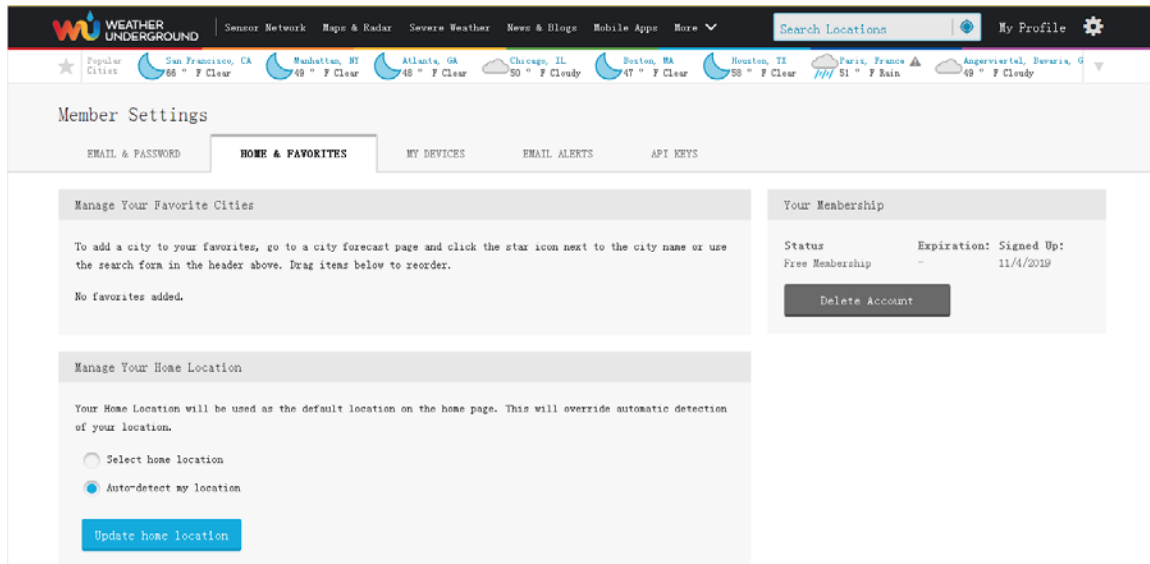 WEATHER
UNDERGROUND
Sensor Network Maps & Radar Severe Weather News & Blogs Mobile Apps More
Search Locations
My Profile
Popular
Cities
San Francisco, CA
66 ° F Clear
Manhattan, NY
49 ° F Clear
Atlanta, GA
48 ° F Clear
Chicago, IL
50 ° F Cloudy
Boston, MA
47 ° F Clear
Houston, TX
58 ° F Clear
Paris, France
51 ° F Rain
Angerviertel, Bavaria, G
49 ° F Cloudy
Member Settings
EMAIL & PASSWORD HOME & FAVORITES MY DEVICES EMAIL ALERTS API KEYS
Manage Your Favorite Cities
To add a city to your favorites, go to a city forecast page and click the star icon next to the city name or use
the search form in the header above. Drag items below to reorder.
No favorites added.
Your Membership
Status Expiration: Signed Up:
Free Membership - 11/4/2019
Delete Account
Manage Your Home Location
Your Home Location will be used as the default location on the home page. This will override automatic detection
of your location.
Select home location
Auto-detect my location
Update home location